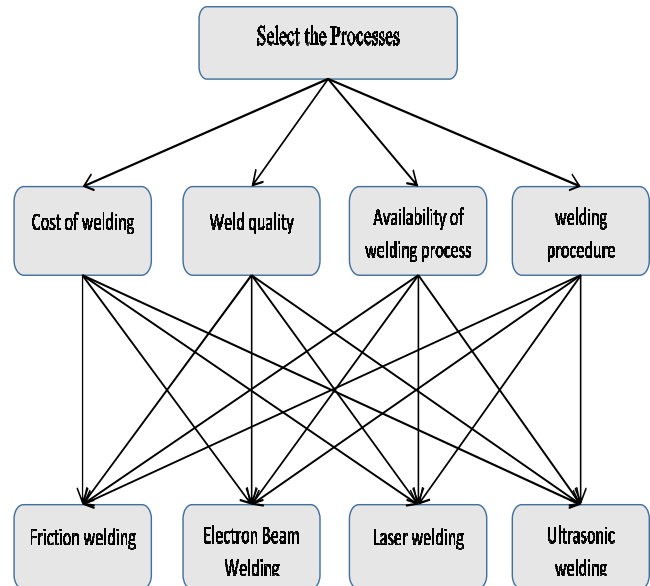 Select the Processes
Cost of welding
Weld quality
Availability of
welding process
welding
procedure
Friction welding
Electron Beam
Welding
Laser welding
Ultrasonic
welding